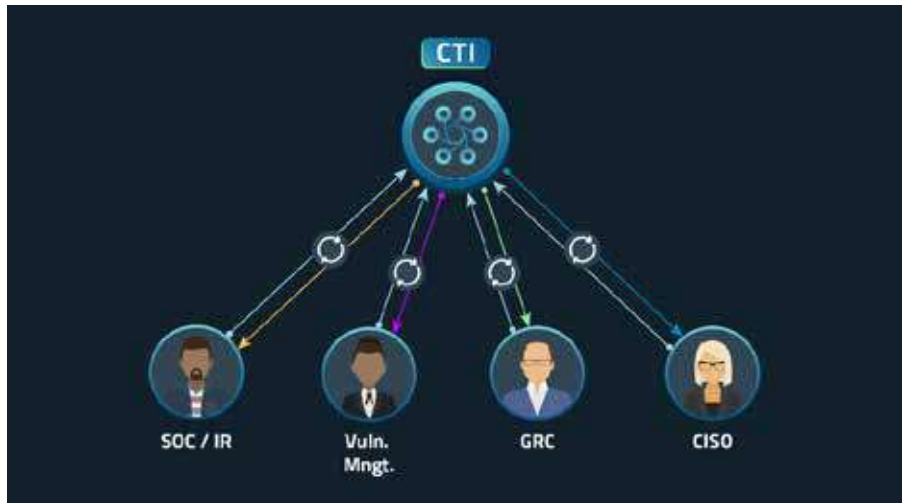 CTI
SOC / IR
Vuln.
Mngt.
GRC
CISO